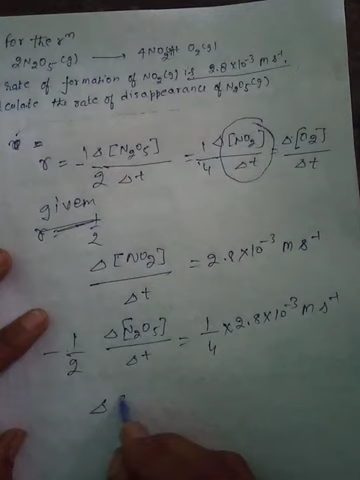 for the rxn
2N2O5(g) → 4NO2 + O2(g)
rate of formation of NO2(g) is 2.8×10⁻³ M s⁻¹.
calculate the rate of disappearance of N2O5(g)
r = -1/2 Δ[N2O5]/Δt = 1/4 Δ[NO2]/Δt = Δ[O2]/Δt
given
r = 1/2
Δ[NO2]/Δt = 2.8×10⁻³ M s⁻¹
-1/2 Δ[N2O5]/Δt = 1/4 × 2.8×10⁻³ M s⁻¹
Δ